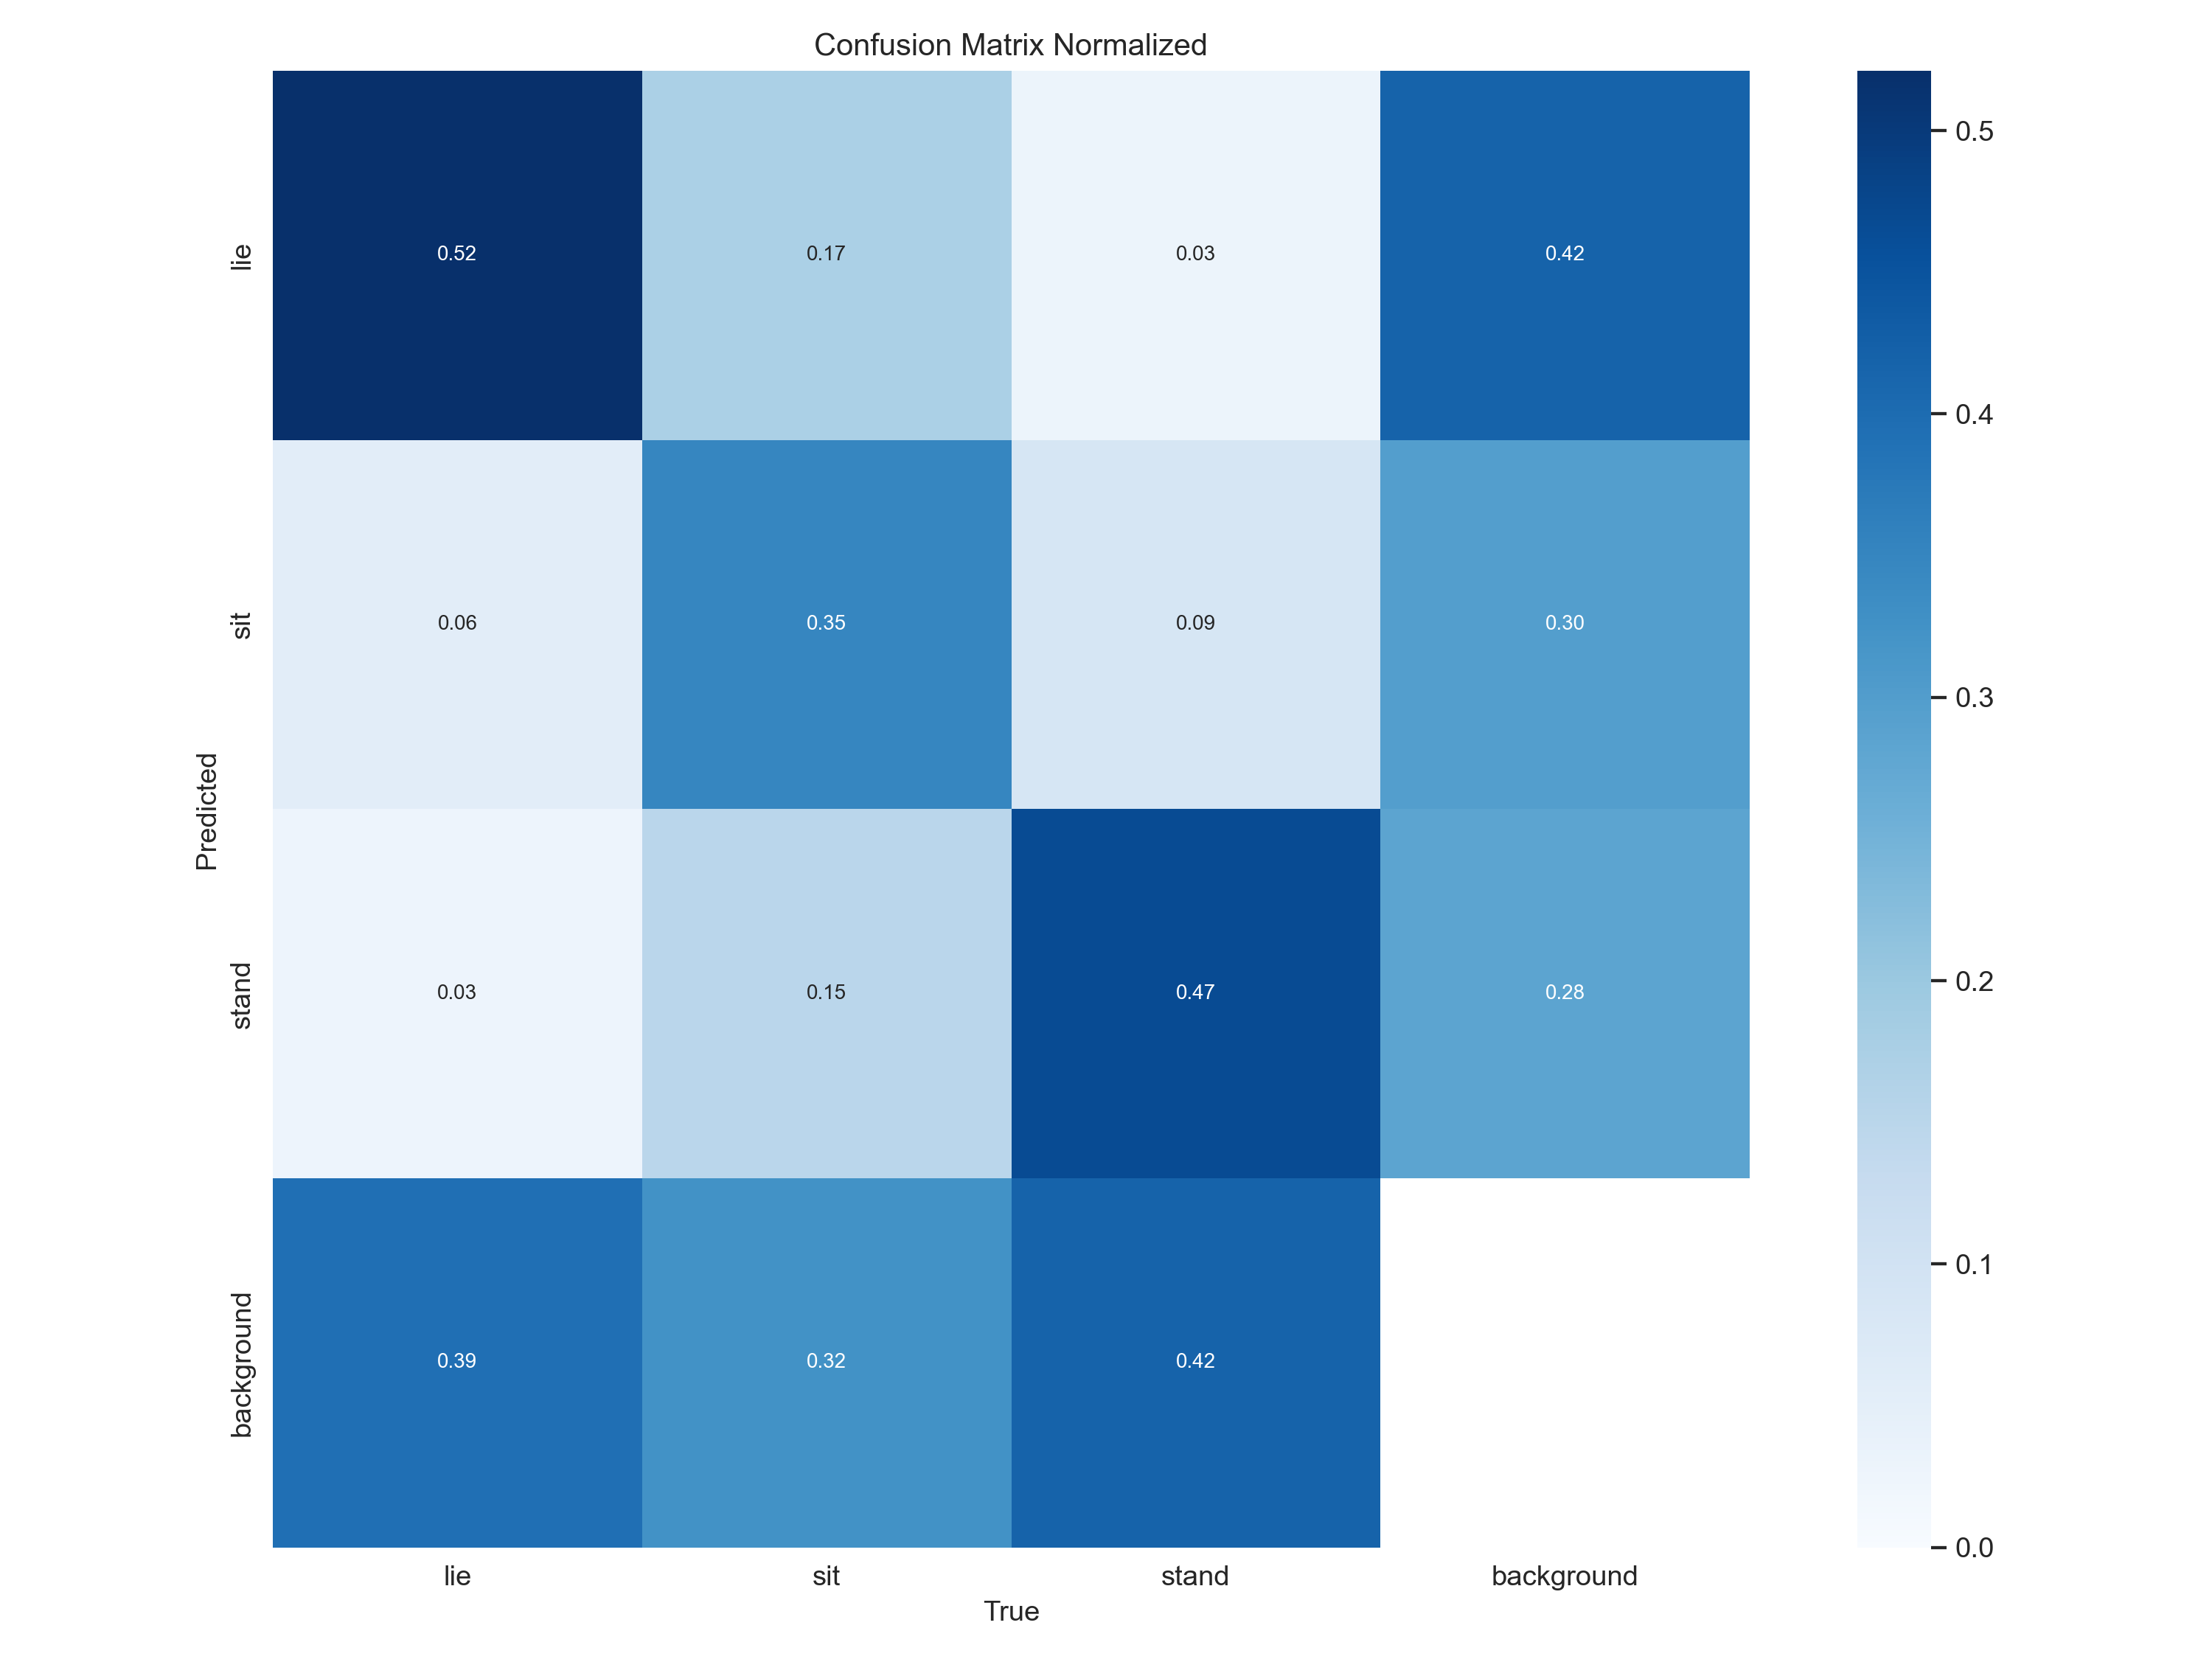 Confusion Matrix Normalized
lie
0.52
0.17
0.03
0.42
sit
0.06
0.35
0.09
0.30
stand
0.03
0.15
0.47
0.28
background
0.39
0.32
0.42
Predicted
lie
sit
stand
background
True
0.5
0.4
0.3
0.2
0.1
0.0